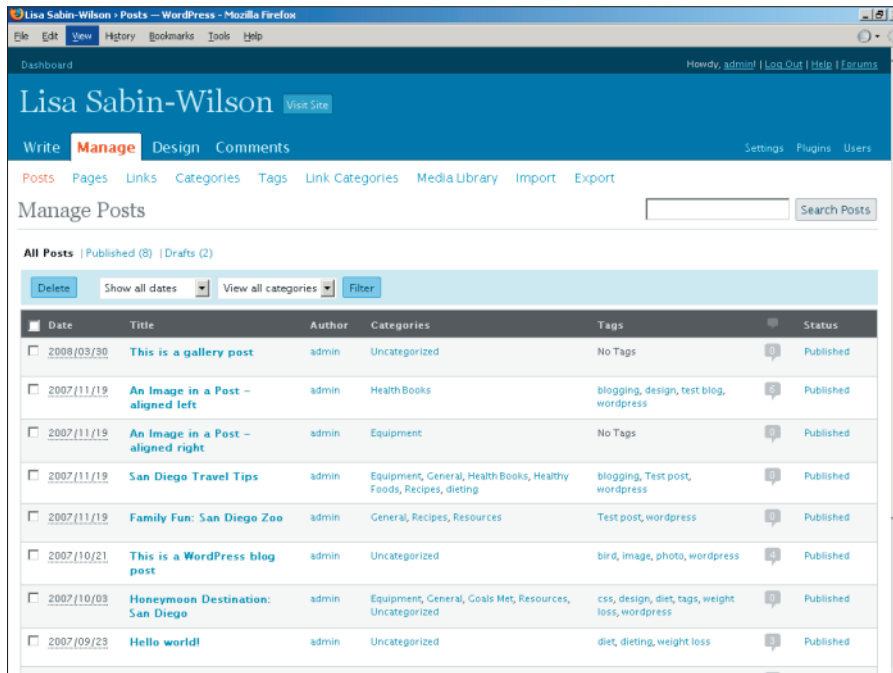 Lisa Sabin-Wilson › Posts — WordPress - Mozilla Firefox
File Edit View History Bookmarks Tools Help
Dashboard Howdy, admin! | Log Out | Help | Forums
Lisa Sabin-Wilson Visit Site
Write Manage Design Comments Settings Plugins Users
Posts Pages Links Categories Tags Link Categories Media Library Import Export
Manage Posts Search Posts
All Posts | Published (8) | Drafts (2)
Delete Show all dates View all categories Filter
Date Title Author Categories Tags Status
2008/03/30 This is a gallery post admin Uncategorized No Tags 0 Published
2007/11/19 An Image in a Post – admin Health Books blogging, design, test blog, 6 Published
aligned left wordpress
2007/11/19 An Image in a Post – admin Equipment No Tags 0 Published
aligned right
2007/11/19 San Diego Travel Tips admin Equipment, General, Health Books, Healthy blogging, Test post, 0 Published
Foods, Recipes, dieting wordpress
2007/11/19 Family Fun: San Diego Zoo admin General, Recipes, Resources Test post, wordpress 0 Published
2007/10/21 This is a WordPress blog admin Uncategorized bird, image, photo, wordpress 4 Published
post
2007/10/03 Honeymoon Destination: admin Equipment, General, Goals Met, Resources, css, design, diet, tags, weight 0 Published
San Diego Uncategorized loss, wordpress
2007/09/23 Hello world! admin Uncategorized diet, dieting, weight loss 3 Published